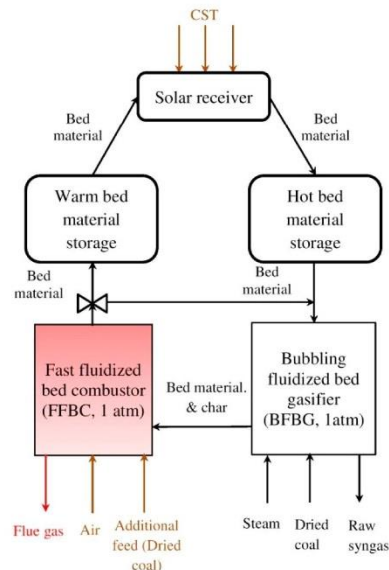 CST
Solar receiver
Bed
material
Bed
material
Warm bed
material
storage
Hot bed
material
storage
Bed
material
Bed
material
Fast fluidized
bed combustor
(FFBC, 1 atm)
Bed material.
& char
Bubbling
fluidized bed
gasifier
(BFBG, 1atm)
Flue gas
Air
Additional
feed (Dried
coal)
Steam
Dried
coal
Raw
syngas